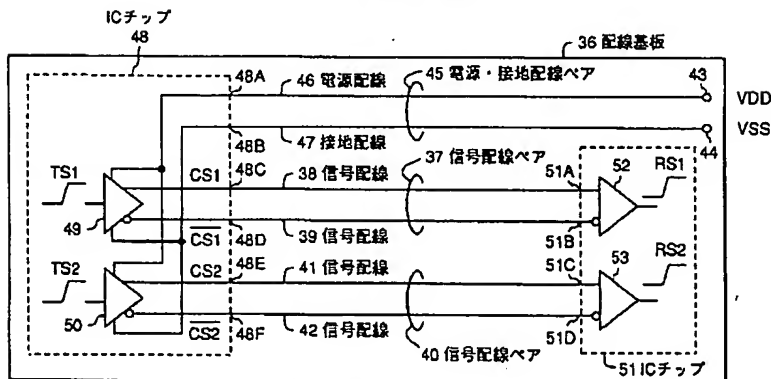 ICチップ
48
36 配線基板
48A
46 電源配線
45 電源・接地配線ペア
43
VDD
48B
47 接地配線
VSS
44
TS1
CS1
48C
38 信号配線
37 信号配線ペア
51A
52
RS1
49
CS1
48D
39 信号配線
51B
TS2
CS2
48E
41 信号配線
51C
53
RS2
50
CS2
48F
42 信号配線
40 信号配線ペア
51D
51 ICチップ